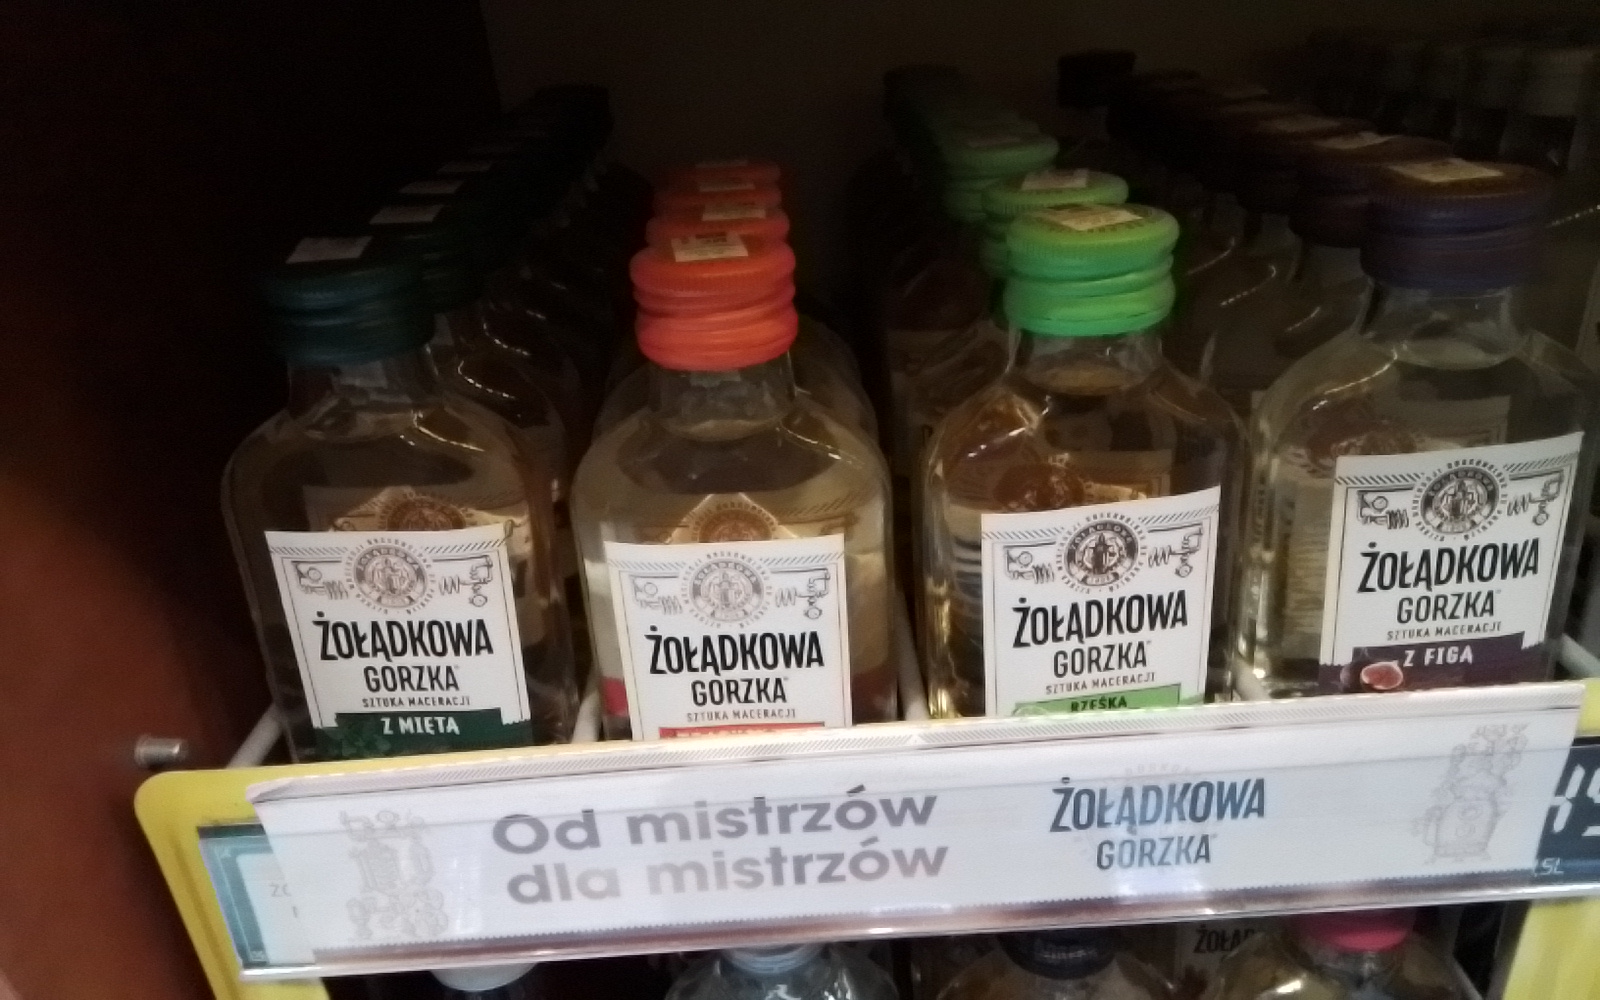 ŻOŁĄDKOWA
GORZKA
SZTUKA MACERACJI
Z MIĘTĄ
ŻOŁĄDKOWA
GORZKA
SZTUKA MACERACJI
ŻOŁĄDKOWA
GORZKA
SZTUKA MACERACJI
RZEŚKA
ŻOŁĄDKOWA
GORZKA
SZTUKA MACERACJI
Z FIGĄ
Od mistrzów
dla mistrzów
ŻOŁĄDKOWA
GORZKA